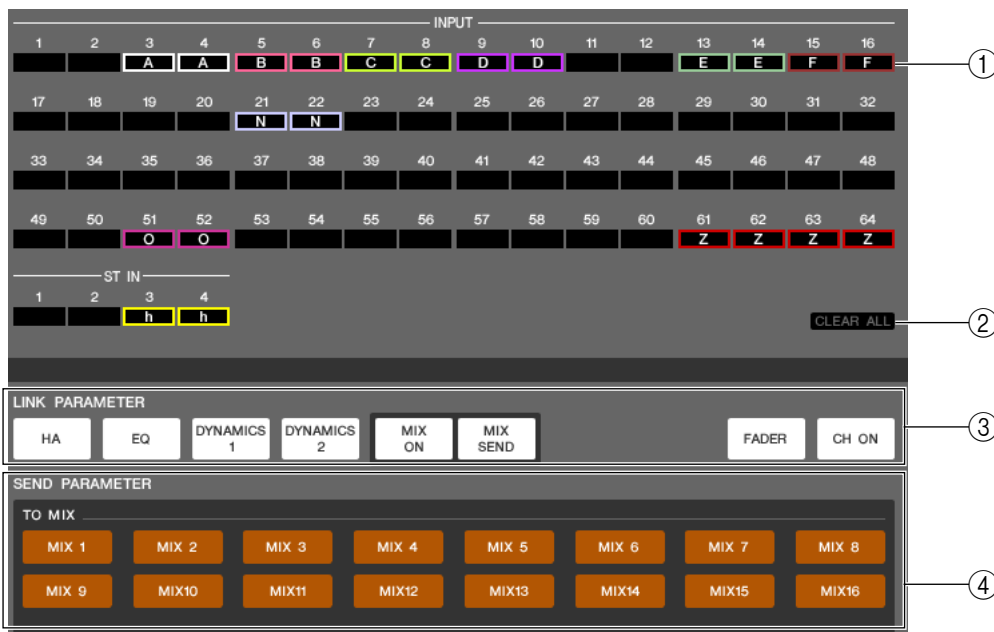 INPUT
1 2 3 4 5 6 7 8 9 10 11 12 13 14 15 16
A A B B C C D D E E F F
①
17 18 19 20 21 22 23 24 25 26 27 28 29 30 31 32
N N
33 34 35 36 37 38 39 40 41 42 43 44 45 46 47 48
49 50 51 52 53 54 55 56 57 58 59 60 61 62 63 64
O O Z Z Z Z
ST IN
1 2 3 4
h h
CLEAR ALL ②
LINK PARAMETER
HA EQ DYNAMICS 1 DYNAMICS 2 MIX ON MIX SEND FADER CH ON ③
SEND PARAMETER
TO MIX
MIX 1 MIX 2 MIX 3 MIX 4 MIX 5 MIX 6 MIX 7 MIX 8
MIX 9 MIX10 MIX11 MIX12 MIX13 MIX14 MIX15 MIX16 ④